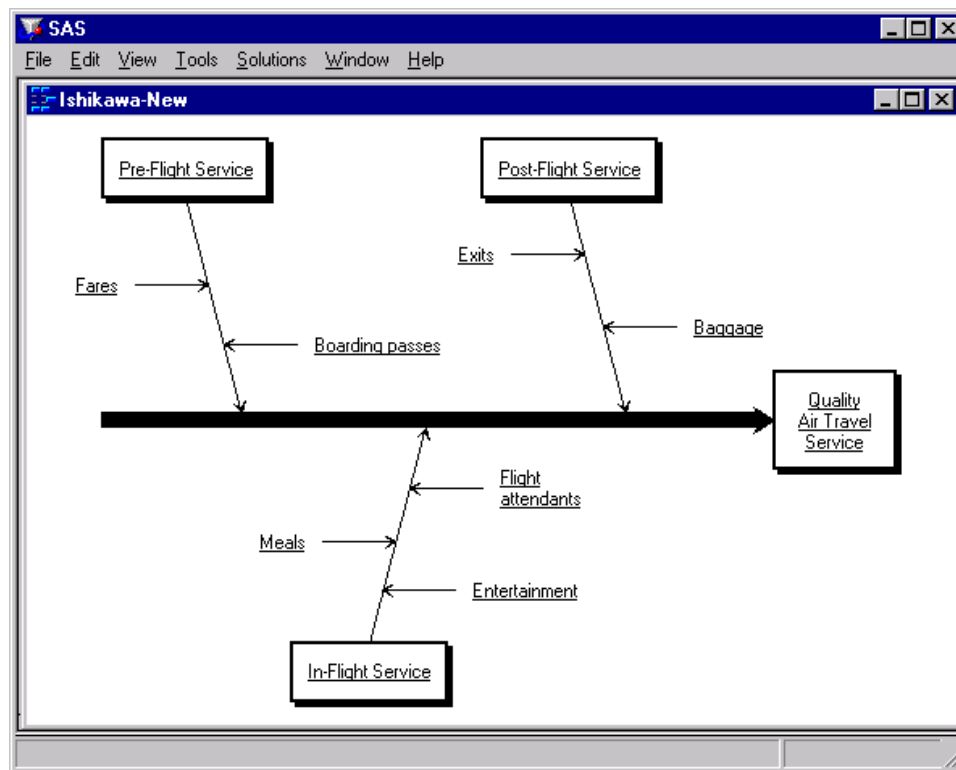 SAS
File Edit View Tools Solutions Window Help
Ishikawa-New
Pre-Flight Service
Post-Flight Service
Exits
Fares
Baggage
Boarding passes
Quality
Air Travel
Service
Flight
attendants
Meals
Entertainment
In-Flight Service